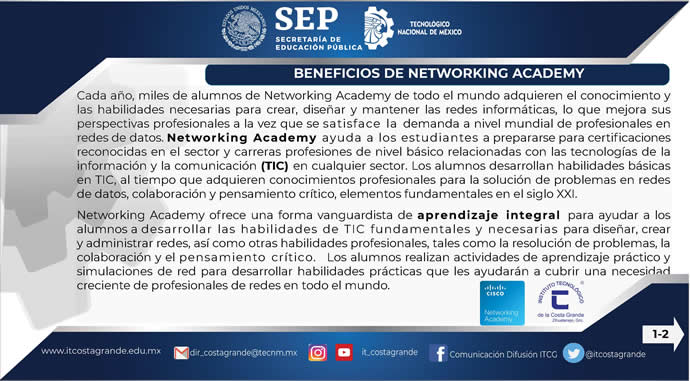 SEP
SECRETARÍA DE
EDUCACIÓN PÚBLICA
TECNOLÓGICO
NACIONAL DE MÉXICO
BENEFICIOS DE NETWORKING ACADEMY
Cada año, miles de alumnos de Networking Academy de todo el mundo adquieren el conocimiento y
las habilidades necesarias para crear, diseñar y mantener las redes informáticas, lo que mejora sus
perspectivas profesionales a la vez que se satisface la demanda a nivel mundial de profesionales en
redes de datos. Networking Academy ayuda a los estudiantes a prepararse para certificaciones
reconocidas en el sector y carreras profesiones de nivel básico relacionadas con las tecnologías de la
información y la comunicación (TIC) en cualquier sector. Los alumnos desarrollan habilidades básicas
en TIC, al tiempo que adquieren conocimientos profesionales para la solución de problemas en redes
de datos, colaboración y pensamiento crítico, elementos fundamentales en el siglo XXI.
Networking Academy ofrece una forma vanguardista de aprendizaje integral para ayudar a los
alumnos a desarrollar las habilidades de TIC fundamentales y necesarias para diseñar, crear
y administrar redes, así como otras habilidades profesionales, tales como la resolución de problemas, la
colaboración y el pensamiento crítico. Los alumnos realizan actividades de aprendizaje práctico y
simulaciones de red para desarrollar habilidades prácticas que les ayudarán a cubrir una necesidad
creciente de profesionales de redes en todo el mundo.
CISCO
Networking
Academy
INSTITUTO TECNOLÓGICO
de la Costa Grande
Zihuatanejo, Gro.
1-2
www.itcostagrande.edu.mx
dir_costagrande@tecnm.mx
it_costagrande
Comunicación Difusión ITCG
@itcostagrande